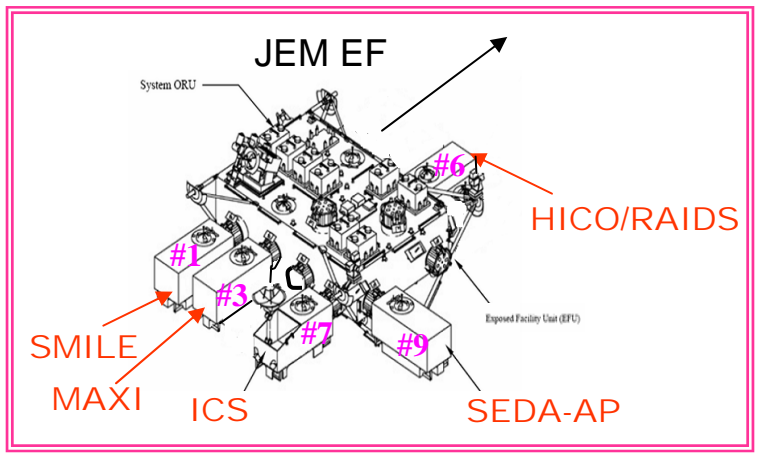 JEM EF
System ORU
#6
HICO/RAIDS
#1
#3
#7
#9
Exposed Facility Unit (EFU)
SMILE
MAXI
ICS
SEDA-AP